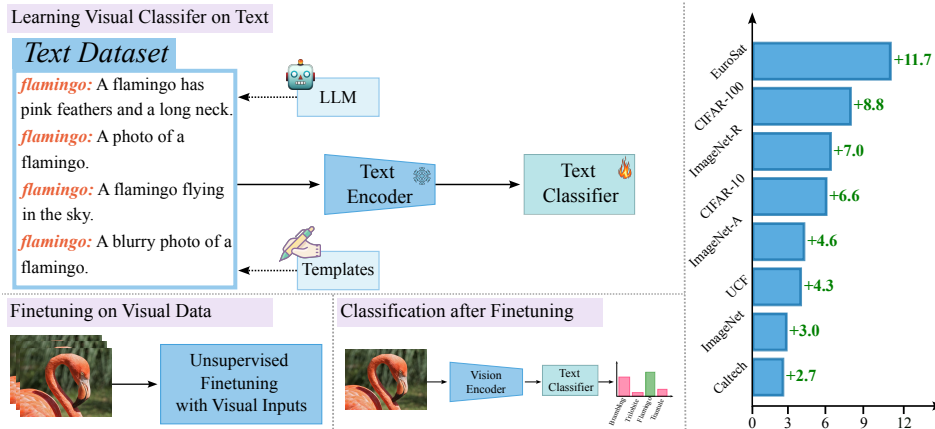 Learning Visual Classifer on Text
Text Dataset
flamingo: A flamingo has
pink feathers and a long neck.
flamingo: A photo of a
flamingo.
flamingo: A flamingo flying
in the sky.
flamingo: A blurry photo of a
flamingo.
LLM
Templates
Text
Encoder
Text
Classifier
Finetuning on Visual Data
Unsupervised
Finetuning
with Visual Inputs
Classification after Finetuning
Vision
Encoder
Text
Classifier
Brambling
Trilobite
Flamingo
Toenale
EuroSat
+11.7
CIFAR-100
+8.8
ImageNet-R
+7.0
CIFAR-10
+6.6
ImageNet-A
+4.6
UCF
+4.3
ImageNet
+3.0
Caltech
+2.7
0 3 6 9 12